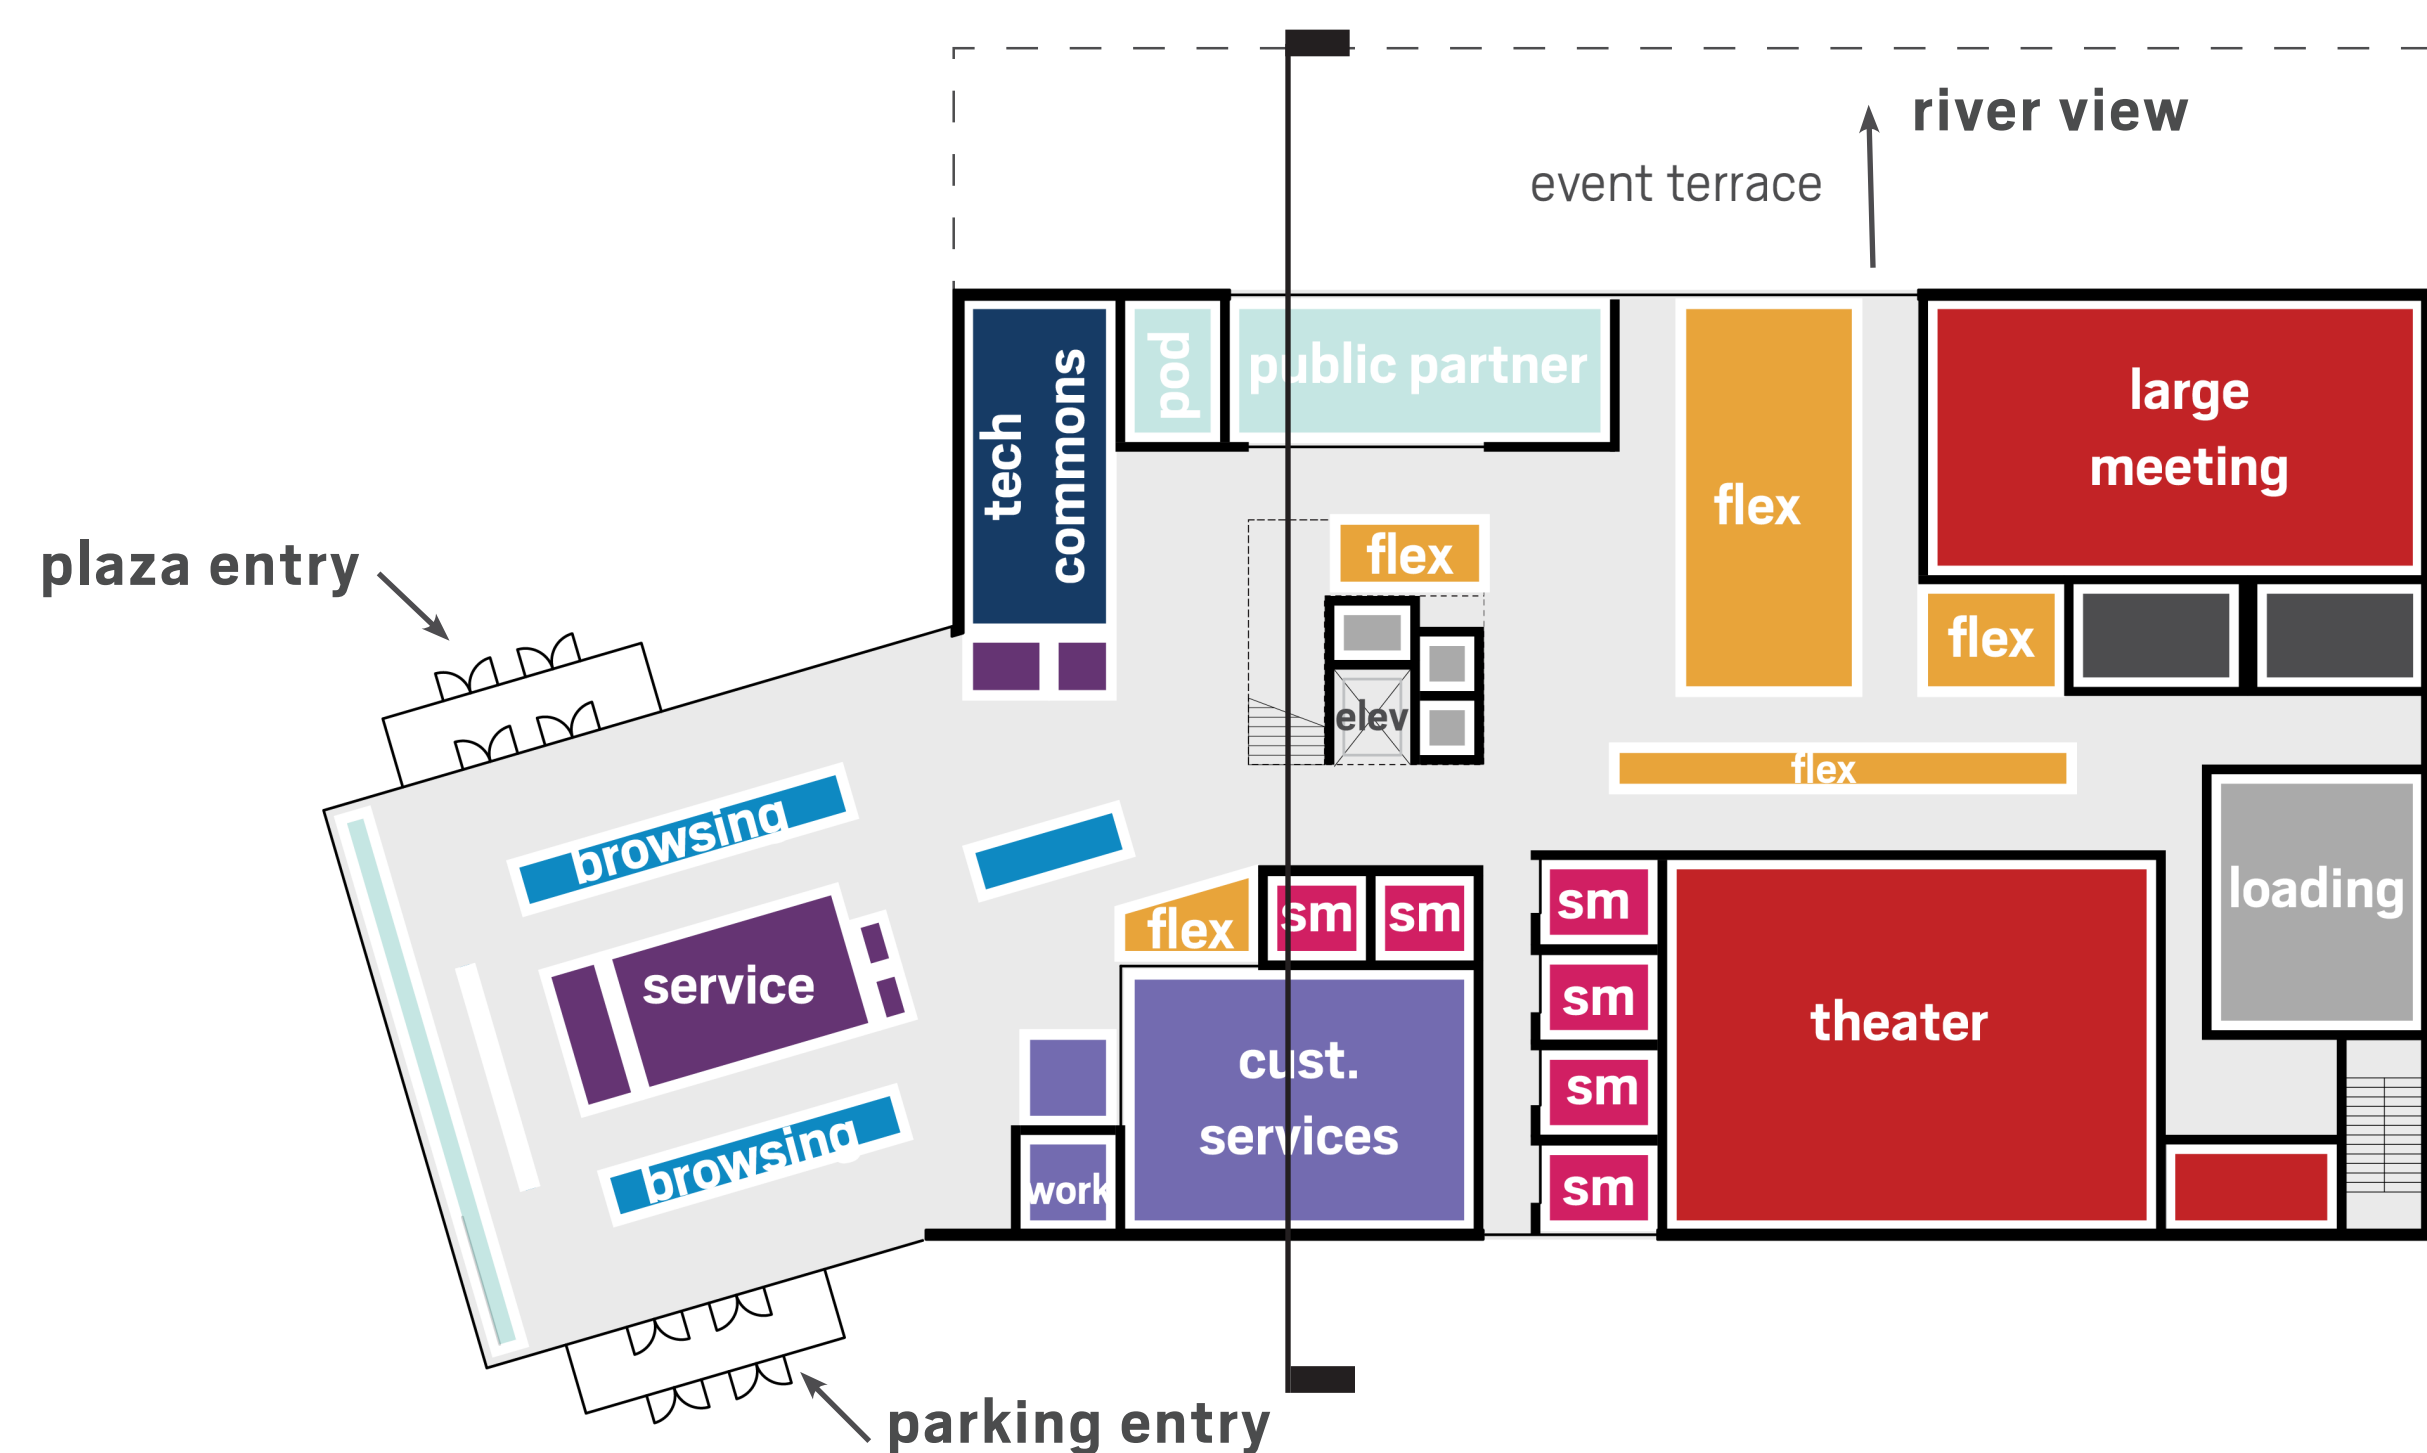 river view
event terrace
tech
commons
pod
public partner
large
meeting
flex
flex
flex
plaza entry
elev
flex
browsing
loading
sm
sm
sm
flex
service
sm
theater
cust.
services
sm
browsing
work
sm
parking entry